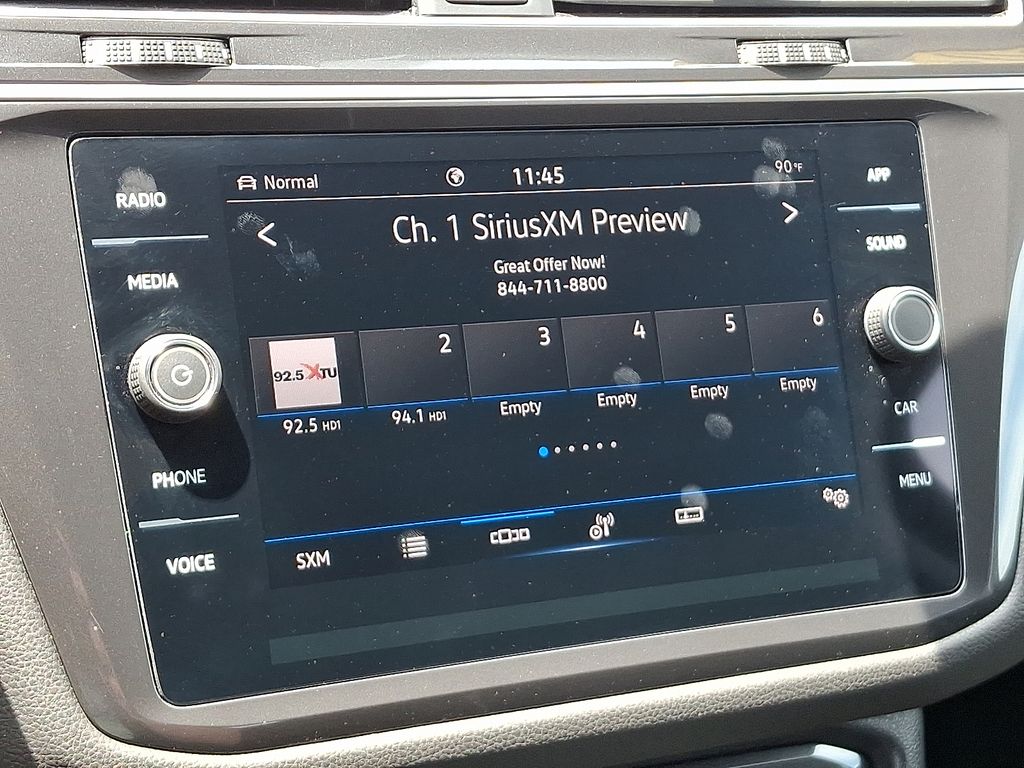 RADIO
MEDIA
PHONE
VOICE
Normal
11:45
90°F
< Ch. 1 SiriusXM Preview >
Great Offer Now!
844-711-8800
92.5 XTU
2
3
4
5
6
92.5 HD1
94.1 HD1
Empty
Empty
Empty
Empty
SXM
APP
SOUND
CAR
MENU